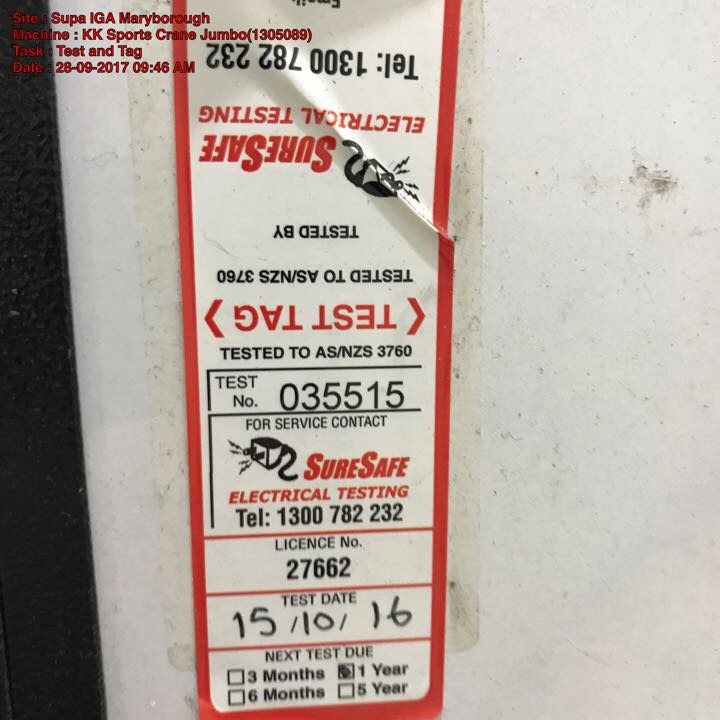 Site : Supa IGA Maryborough
Machine : KK Sports Crane Jumbo(1305089)
Task : Test and Tag
Date : 28-09-2017 09:46 AM
Tel: 1300 782 232
ELECTRICAL TESTING
SURESAFE
TESTED BY
TESTED TO AS/NZS 3760
TEST TAG
TESTED TO AS/NZS 3760
TEST No. 035515
FOR SERVICE CONTACT
SURESAFE
ELECTRICAL TESTING
Tel: 1300 782 232
LICENCE No.
27662
TEST DATE
15/10/16
NEXT TEST DUE
3 Months 1 Year
6 Months 5 Year